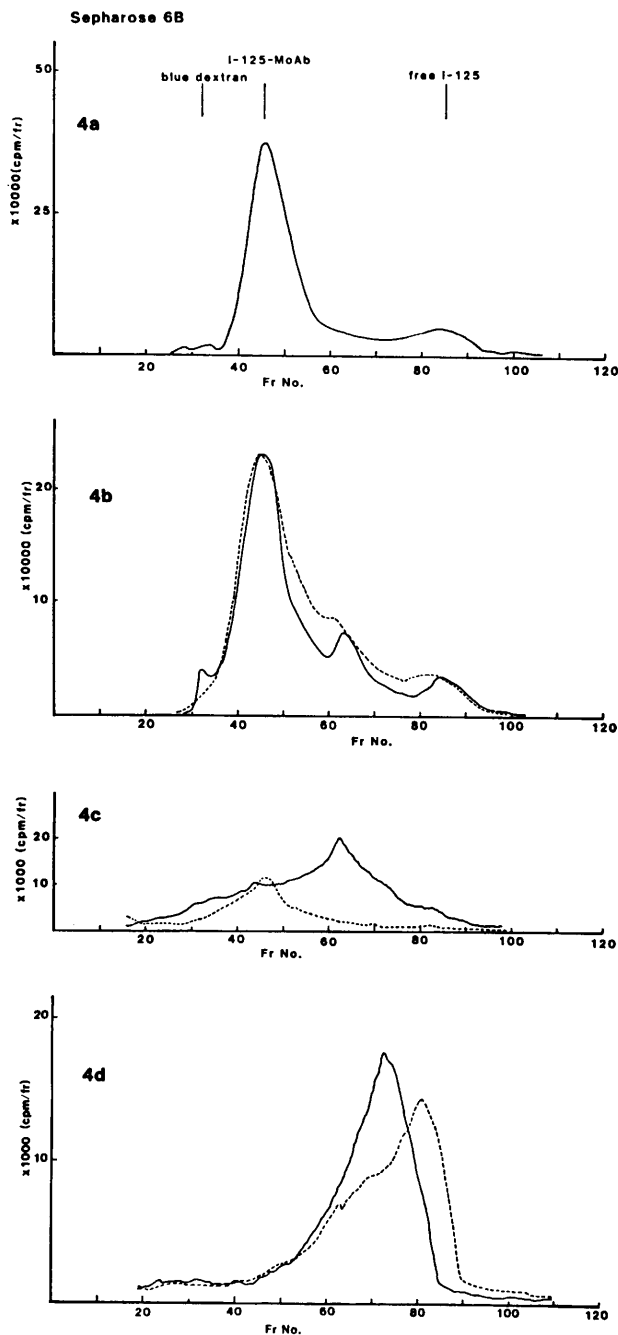 Sepharose 6B
I-125-MoAb
blue dextran
free I-125
50
4a
x10000(cpm/fr)
25
20 40 60 80 100 120
Fr No.
4b
20
x10000 (cpm/fr)
10
20 40 60 80 100 120
Fr No.
4c
20
x1000 (cpm/fr)
10
20 40 60 80 100 120
Fr No.
20
4d
x1000 (cpm/fr)
10
20 40 60 80 100 120
Fr No.